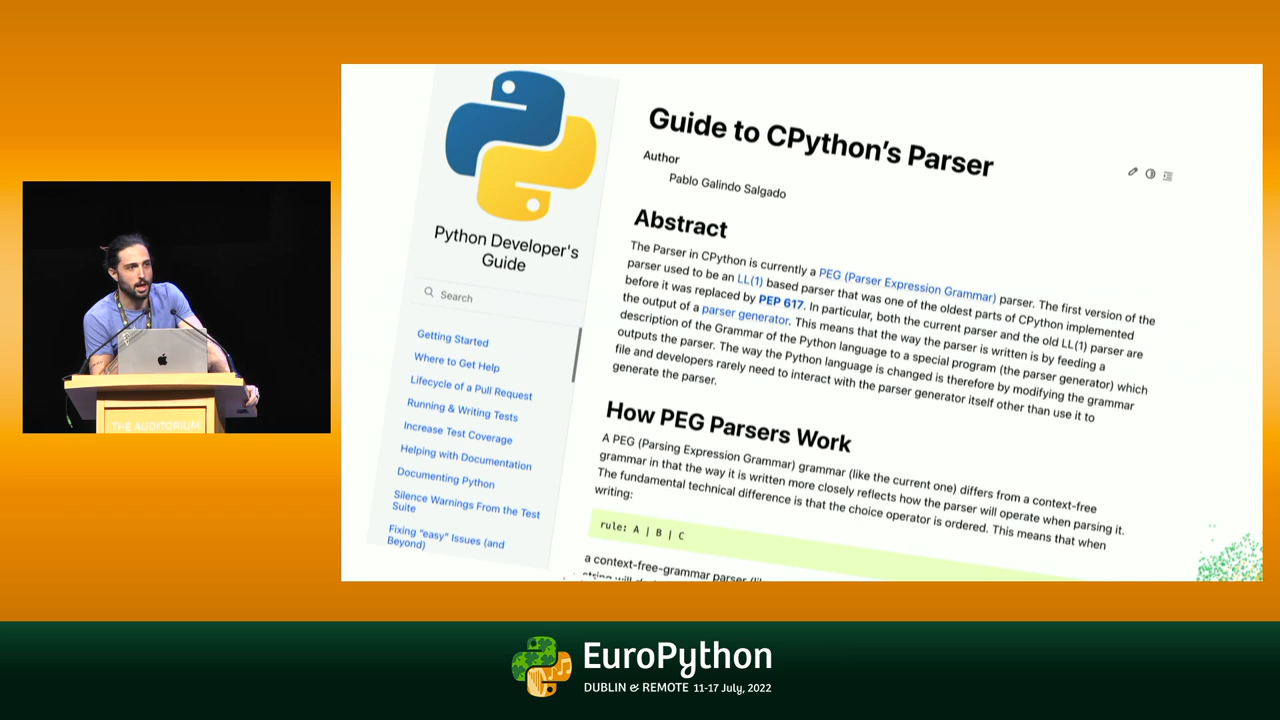 THE AUDITORIUM
Python Developer's
Guide
Search
Getting Started
Where to Get Help
Lifecycle of a Pull Request
Running & Writing Tests
Increase Test Coverage
Helping with Documentation
Documenting Python
Silence Warnings From the Test
Suite
Fixing "easy" Issues (and
Beyond)
Guide to CPython's Parser
Author
Pablo Galindo Salgado
Abstract
The Parser in CPython is currently a PEG (Parser Expression Grammar) parser. The first version of the
parser used to be an LL(1) based parser that was one of the oldest parts of CPython implemented
before it was replaced by PEP 617. In particular, both the current parser and the old LL(1) parser are
the output of a parser generator. This means that the way the parser is written is by feeding a
description of the Grammar of the Python language to a special program (the parser generator) which
outputs the parser. The way the Python language is changed is therefore by modifying the grammar
file and developers rarely need to interact with the parser generator itself other than use it to
generate the parser.
How PEG Parsers Work
A PEG (Parsing Expression Grammar) grammar (like the current one) differs from a context-free
grammar in that the way it is written more closely reflects how the parser will operate when parsing it.
The fundamental technical difference is that the choice operator is ordered. This means that when
writing:
rule: A | B | C
a context-free-grammar parser
EuroPython
DUBLIN & REMOTE 11-17 July, 2022